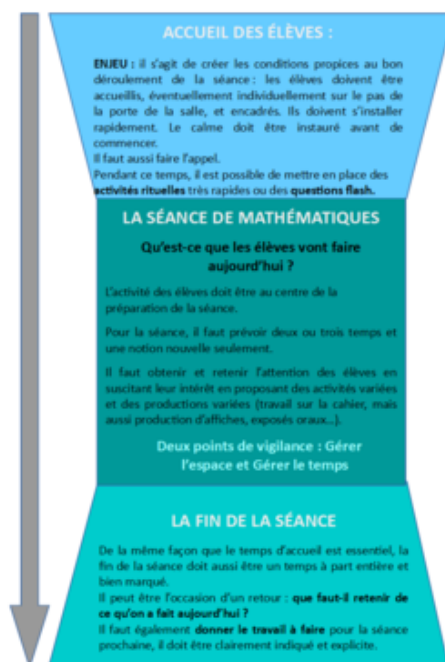 ACCUEIL DES ÉLÈVES :
ENJEU : il s'agit de créer les conditions propices au bon
déroulement de la séance : les élèves doivent être
accueillis, éventuellement individuellement sur le pas de
la porte de la salle, et encadrés. Ils doivent s'installer
rapidement. Le calme doit être instauré avant de
commencer.
Il faut aussi faire l'appel.
Pendant ce temps, il est possible de mettre en place des
activités rituelles très rapides ou des questions flash.
LA SÉANCE DE MATHÉMATIQUES
Qu'est-ce que les élèves vont faire
aujourd'hui ?
L'activité des élèves doit être au centre de la
préparation de la séance.
Pour la séance, il faut prévoir deux ou trois temps et
une notion nouvelle seulement.
Il faut obtenir et retenir l'attention des élèves en
suscitant leur intérêt en proposant des activités variées
et des productions variées (travail sur la cahier, mais
aussi production d'affiches, exposés oraux...).
Deux points de vigilance : Gérer
l'espace et Gérer le temps
LA FIN DE LA SÉANCE
De la même façon que le temps d'accueil est essentiel, la
fin de la séance doit aussi être un temps à part entière et
bien marqué.
Il peut être l'occasion d'un retour : que faut-il retenir de
ce qu'on a fait aujourd'hui ?
Il faut également donner le travail à faire pour la séance
prochaine, il doit être clairement indiqué et explicite.